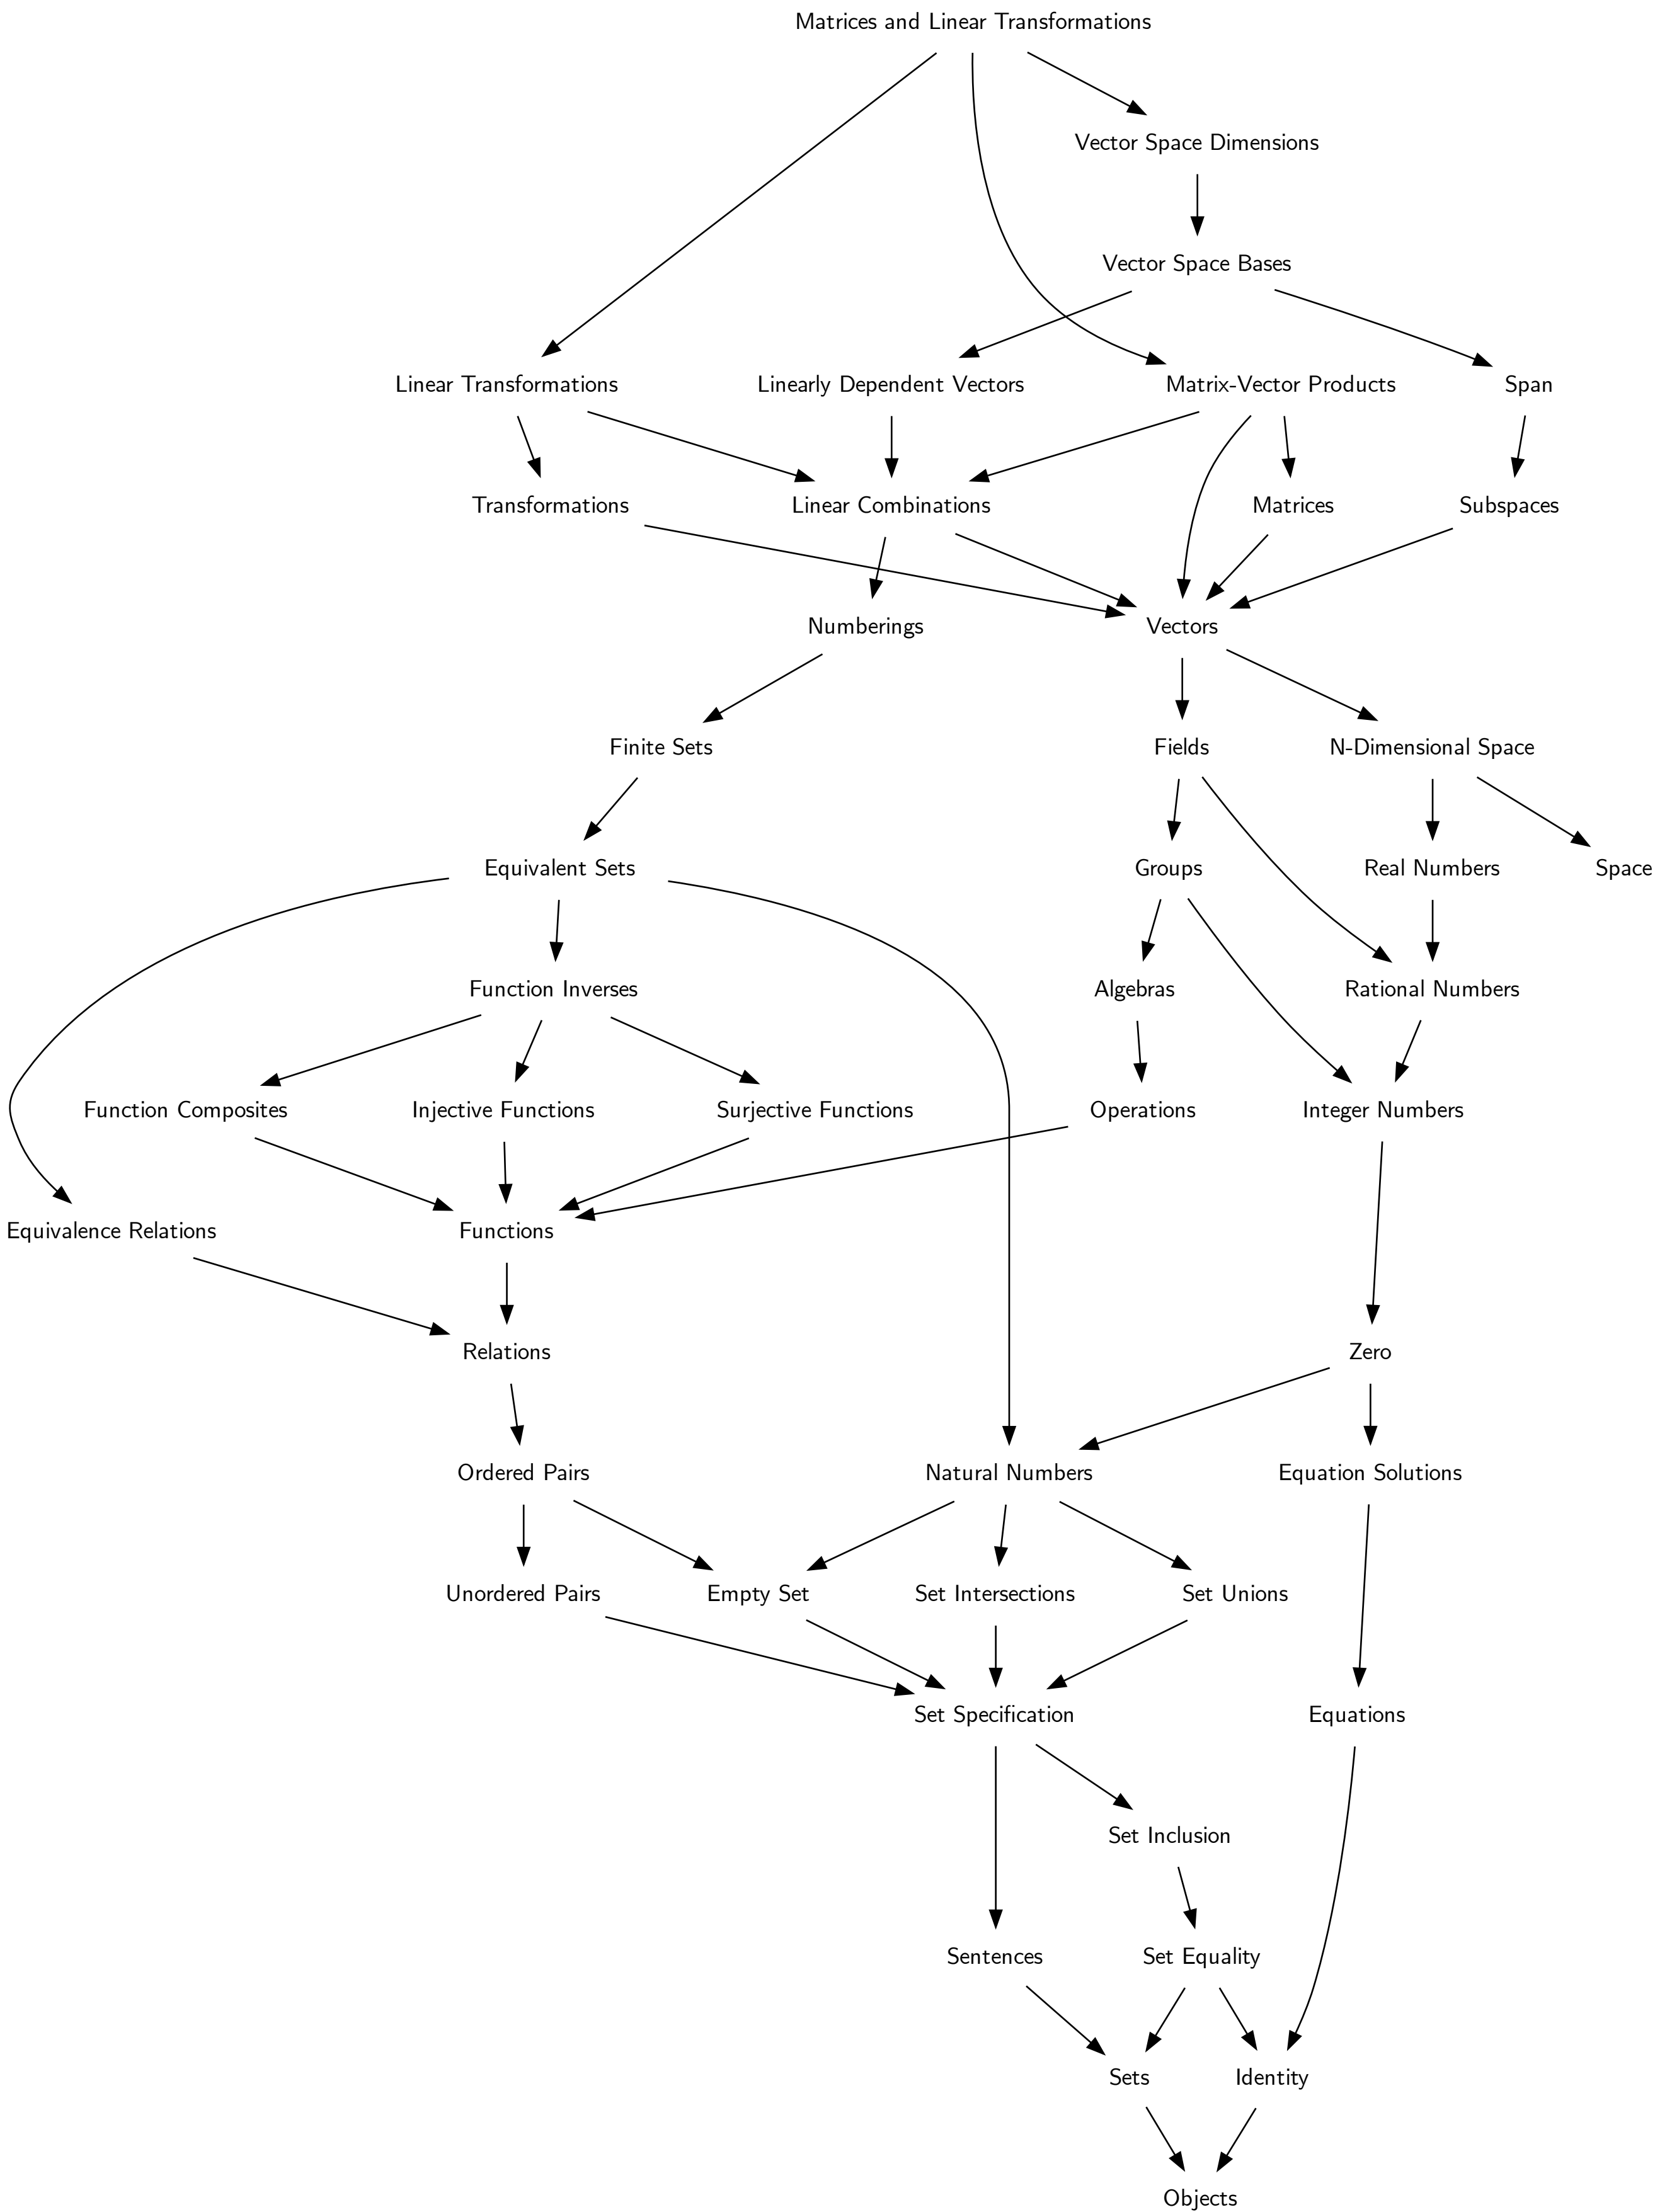 Matrices and Linear Transformations
Vector Space Dimensions
Vector Space Bases
Linear Transformations
Linearly Dependent Vectors
Matrix-Vector Products
Span
Transformations
Linear Combinations
Matrices
Subspaces
Numberings
Vectors
Finite Sets
Fields
N-Dimensional Space
Equivalent Sets
Groups
Real Numbers
Space
Function Inverses
Algebras
Rational Numbers
Function Composites
Injective Functions
Surjective Functions
Operations
Integer Numbers
Equivalence Relations
Functions
Relations
Zero
Ordered Pairs
Natural Numbers
Equation Solutions
Unordered Pairs
Empty Set
Set Intersections
Set Unions
Set Specification
Equations
Set Inclusion
Sentences
Set Equality
Sets
Identity
Objects